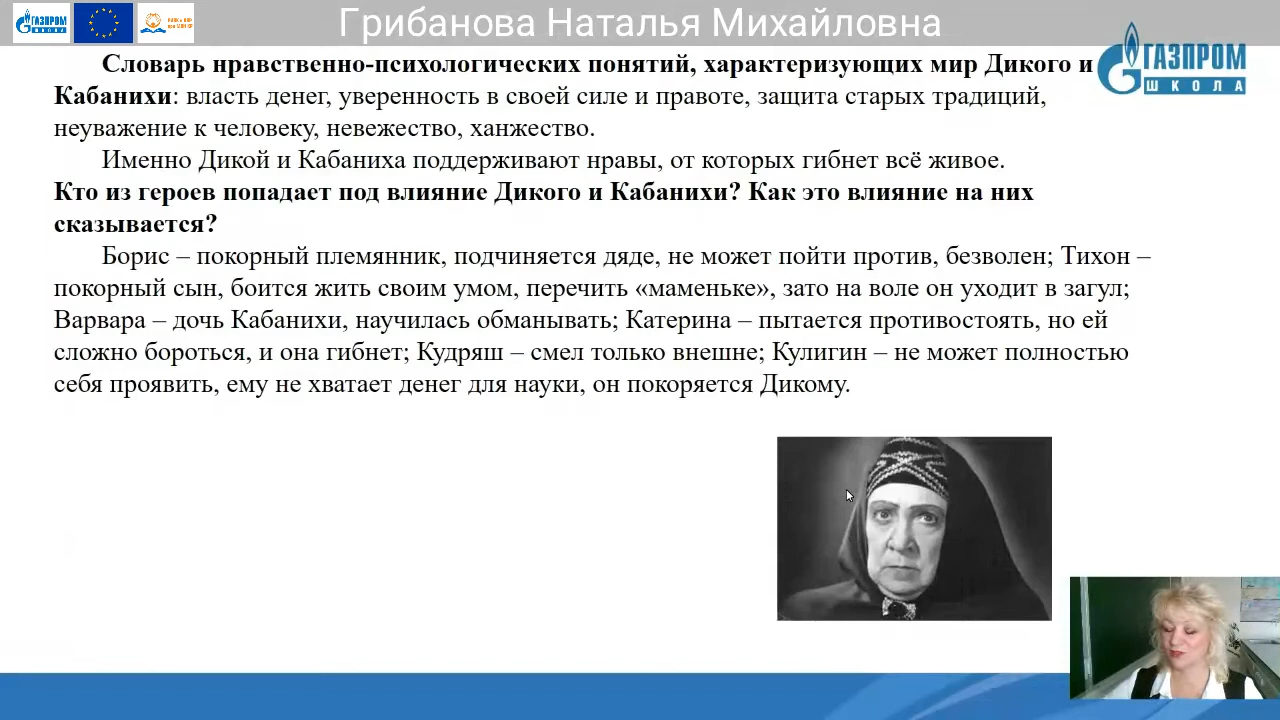 ГАЗПРОМ
ШКОЛА
Грибанова Наталья Михайловна
ГАЗПРОМ
ШКОЛА
Словарь нравственно-психологических понятий, характеризующих мир Дикого и
Кабанихи: власть денег, уверенность в своей силе и правоте, защита старых традиций,
неуважение к человеку, невежество, ханжество.
Именно Дикой и Кабаниха поддерживают нравы, от которых гибнет всё живое.
Кто из героев попадает под влияние Дикого и Кабанихи? Как это влияние на них
сказывается?
Борис – покорный племянник, подчиняется дяде, не может пойти против, безволен; Тихон –
покорный сын, боится жить своим умом, перечить «маменьке», зато на воле он уходит в загул;
Варвара – дочь Кабанихи, научилась обманывать; Катерина – пытается противостоять, но ей
сложно бороться, и она гибнет; Кудряш – смел только внешне; Кулигин – не может полностью
себя проявить, ему не хватает денег для науки, он покоряется Дикому.